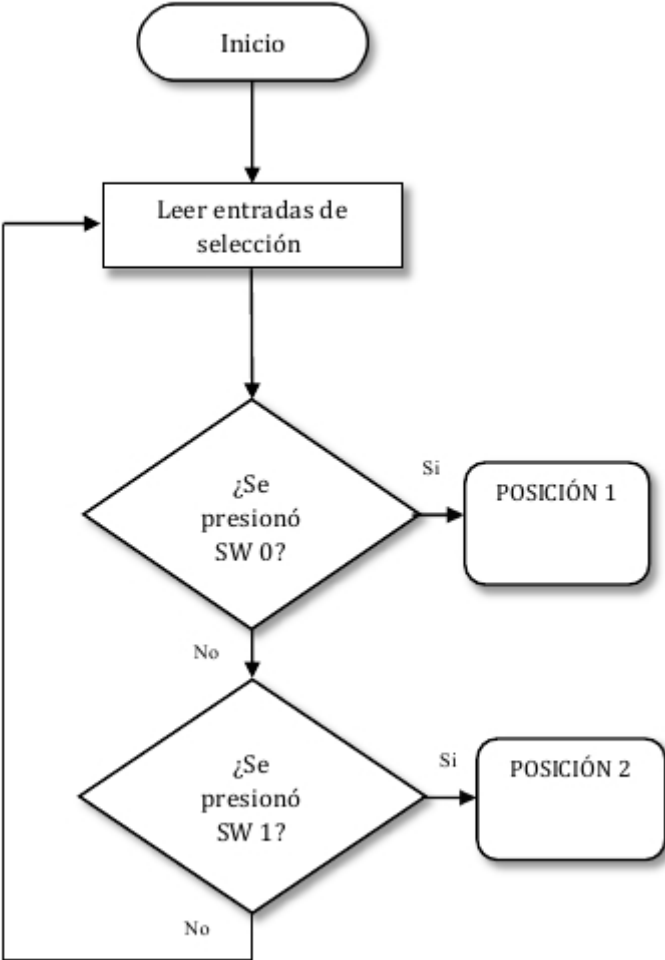 Inicio
Leer entradas de
selección
¿Se
presionó
SW 0?
Si
POSICIÓN 1
No
¿Se
presionó
SW 1?
Si
POSICIÓN 2
No